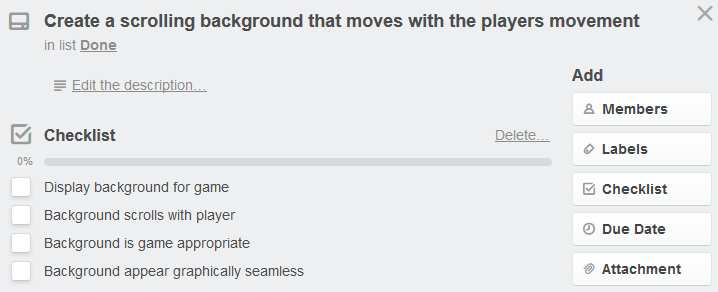 Create a scrolling background that moves with the players movement
in list Done
Edit the description...
Add
Members
Labels
Checklist
Due Date
Attachment
Checklist
Delete...
0%
Display background for game
Background scrolls with player
Background is game appropriate
Background appear graphically seamless